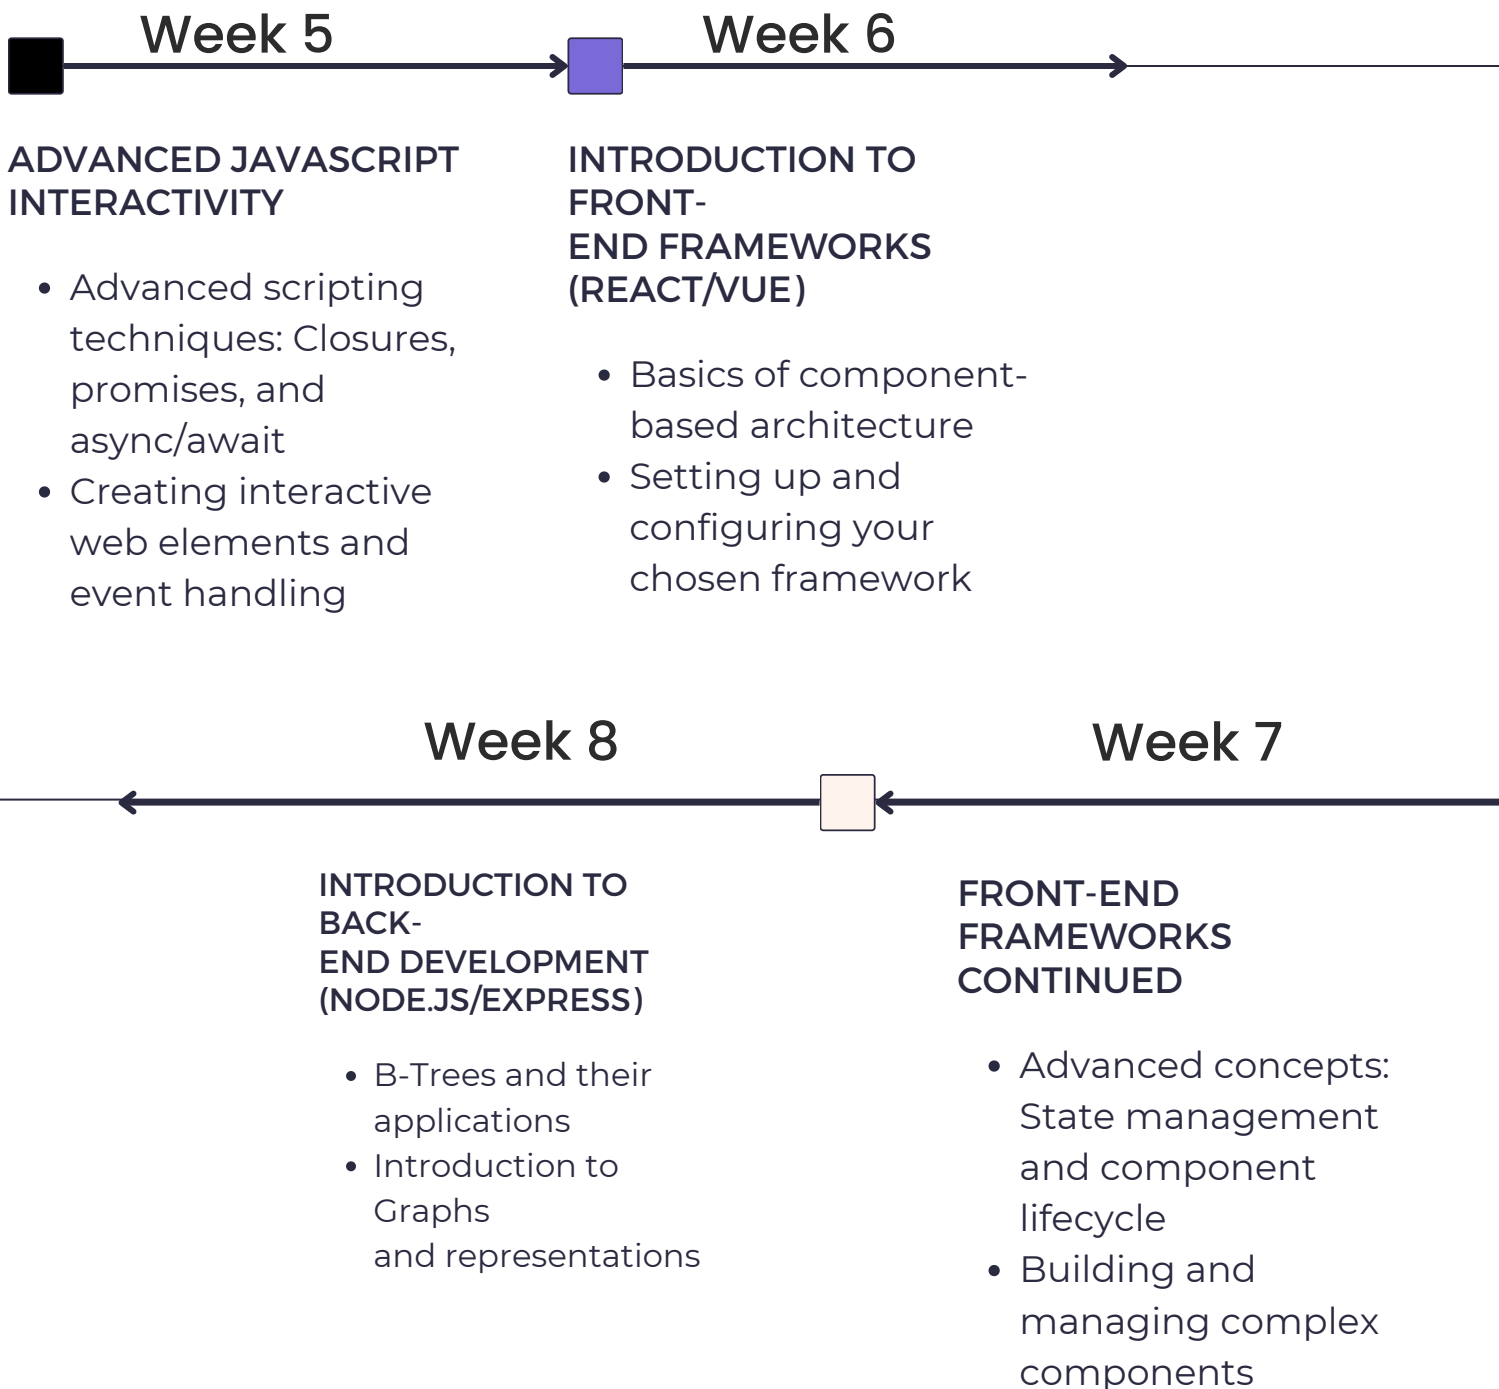 Week 5
Week 6
ADVANCED JAVASCRIPT
INTERACTIVITY
• Advanced scripting
techniques: Closures,
promises, and
async/await
• Creating interactive
web elements and
event handling
INTRODUCTION TO
FRONT-
END FRAMEWORKS
(REACT/VUE)
• Basics of component-
based architecture
• Setting up and
configuring your
chosen framework
Week 8
Week 7
INTRODUCTION TO
BACK-
END DEVELOPMENT
(NODE.JS/EXPRESS)
• B-Trees and their
applications
• Introduction to
Graphs
and representations
FRONT-END
FRAMEWORKS
CONTINUED
• Advanced concepts:
State management
and component
lifecycle
• Building and
managing complex
components